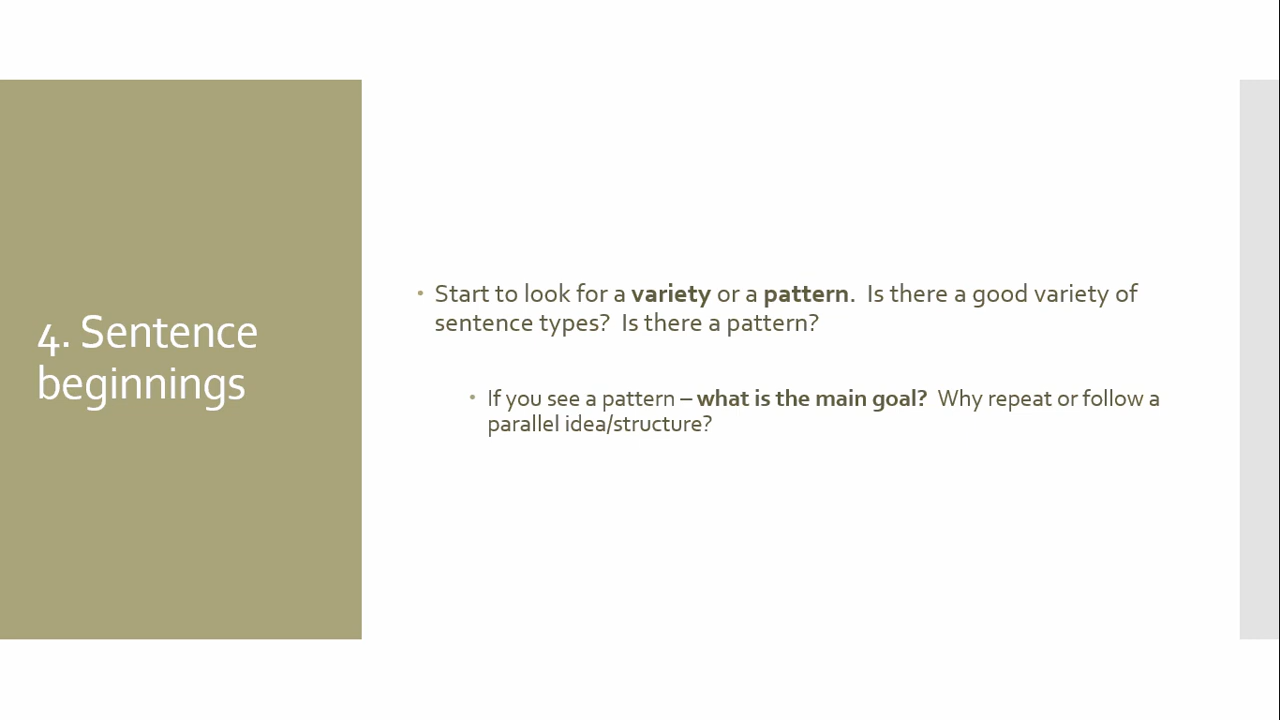 4. Sentence
beginnings
• Start to look for a variety or a pattern.  Is there a good variety of
sentence types?  Is there a pattern?
• If you see a pattern – what is the main goal?  Why repeat or follow a
parallel idea/structure?